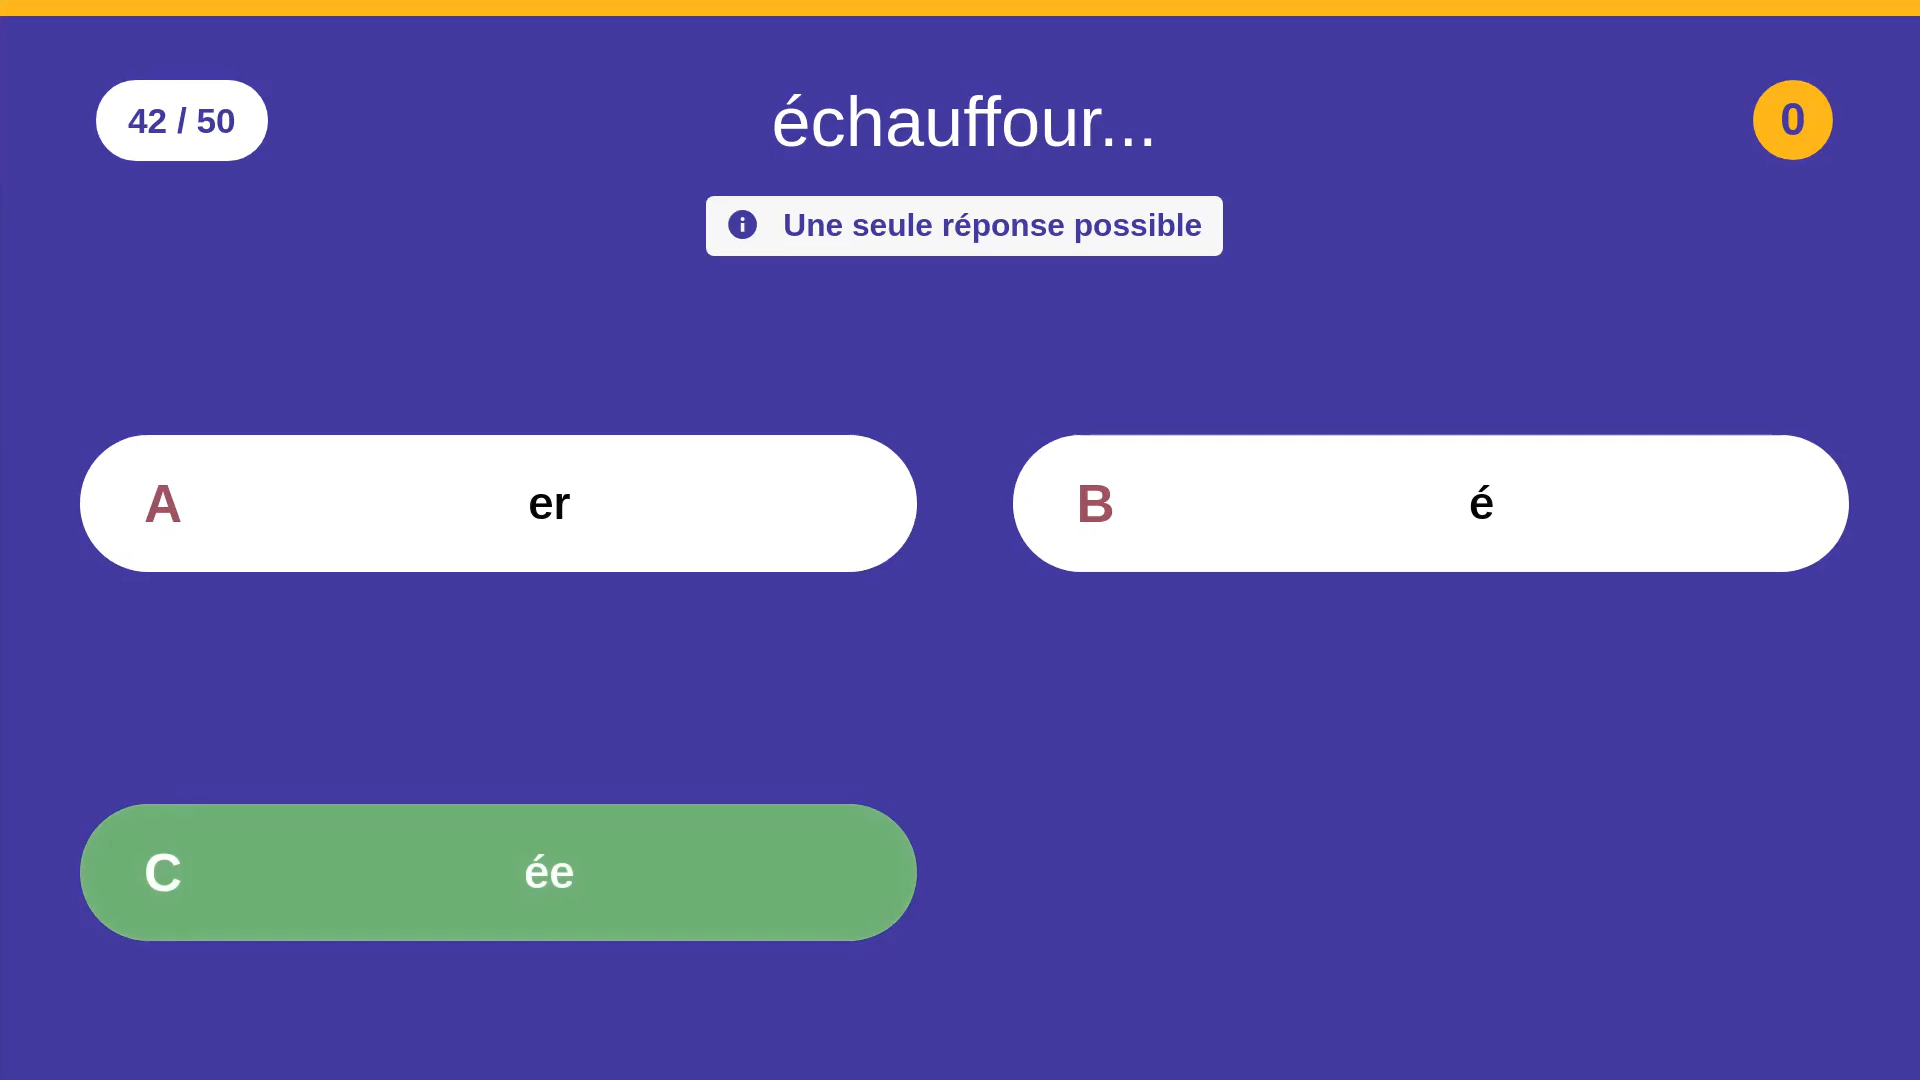 42 / 50
échauffour...
0
Une seule réponse possible
A er
B é
C ée